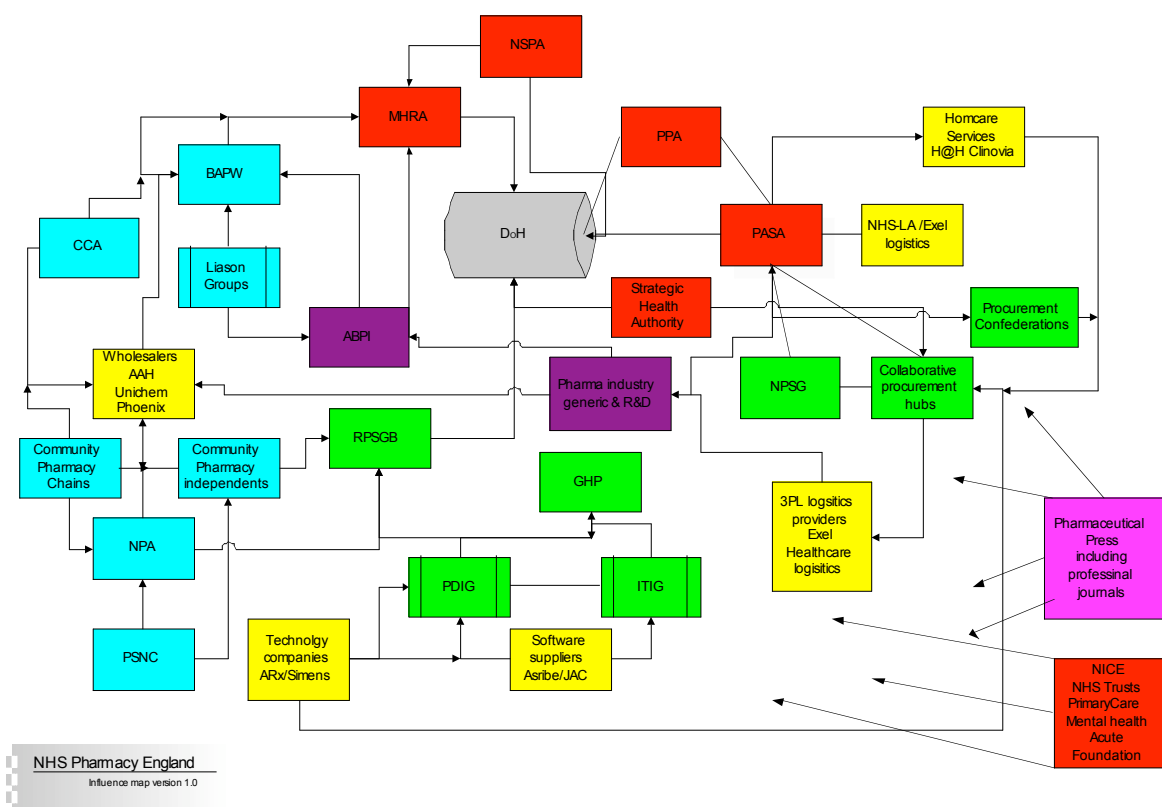 NSPA
MHRA
PPA
Homcare
Services
H@H Clinovia
BAPW
CCA
DoH
PASA
NHS-LA /Exel
logistics
Liason
Groups
Strategic
Health
Authority
Procurement
Confederations
ABPI
Wholesalers
AAH
Unichem
Phoenix
Pharma industry
generic & R&D
NPSG
Collaborative
procurement
hubs
RPSGB
Community
Pharmacy
Chains
Community
Pharmacy
independents
GHP
3PL logsitics
providers
Exel
Healthcare
logisitics
Pharmaceutical
Press
including
professinal
journals
NPA
PDIG
ITIG
PSNC
Technolgy
companies
ARx/Simens
Software
suppliers
Asribe/JAC
NICE
NHS Trusts
PrimaryCare
Mental health
Acute
Foundation
NHS Pharmacy England
Influence map version 1.0